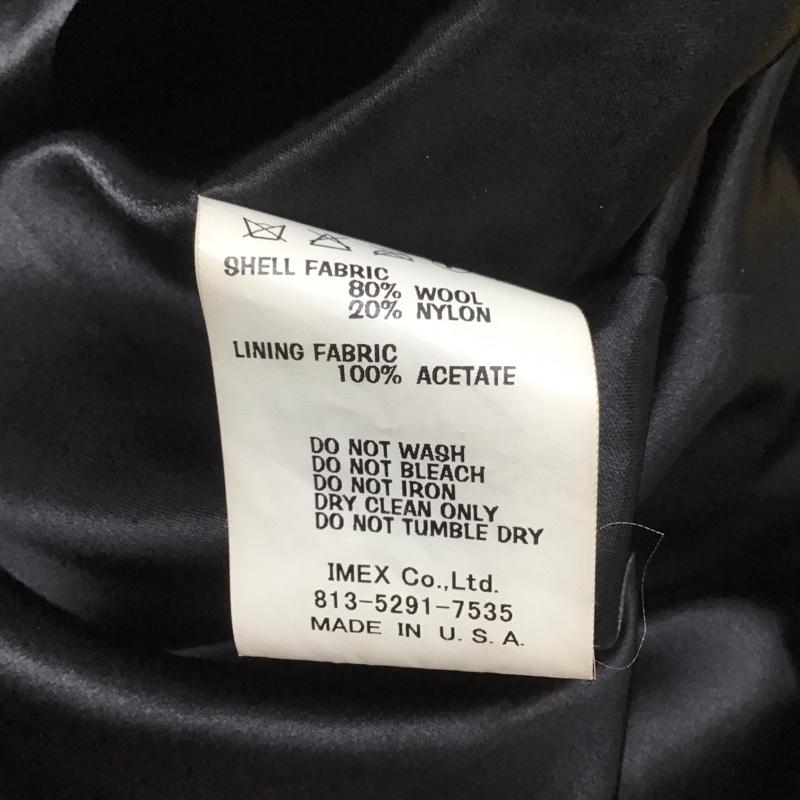 SHELL FABRIC
80% WOOL
20% NYLON
LINING FABRIC
100% ACETATE
DO NOT WASH
DO NOT BLEACH
DO NOT IRON
DRY CLEAN ONLY
DO NOT TUMBLE DRY
IMEX Co.,Ltd.
813-5291-7535
MADE IN U.S.A.